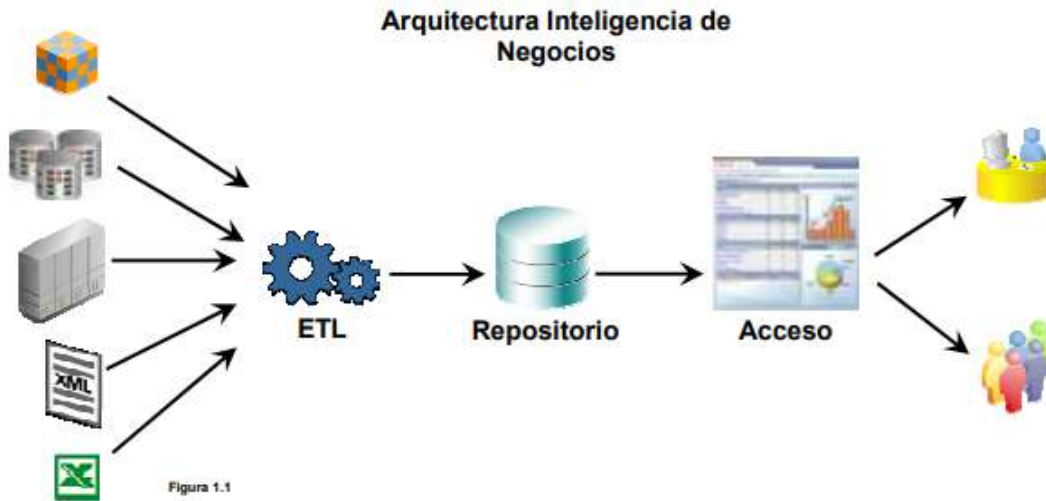 Arquitectura Inteligencia de
Negocios
XML
ETL
Repositorio
Acceso
Figura 1.1